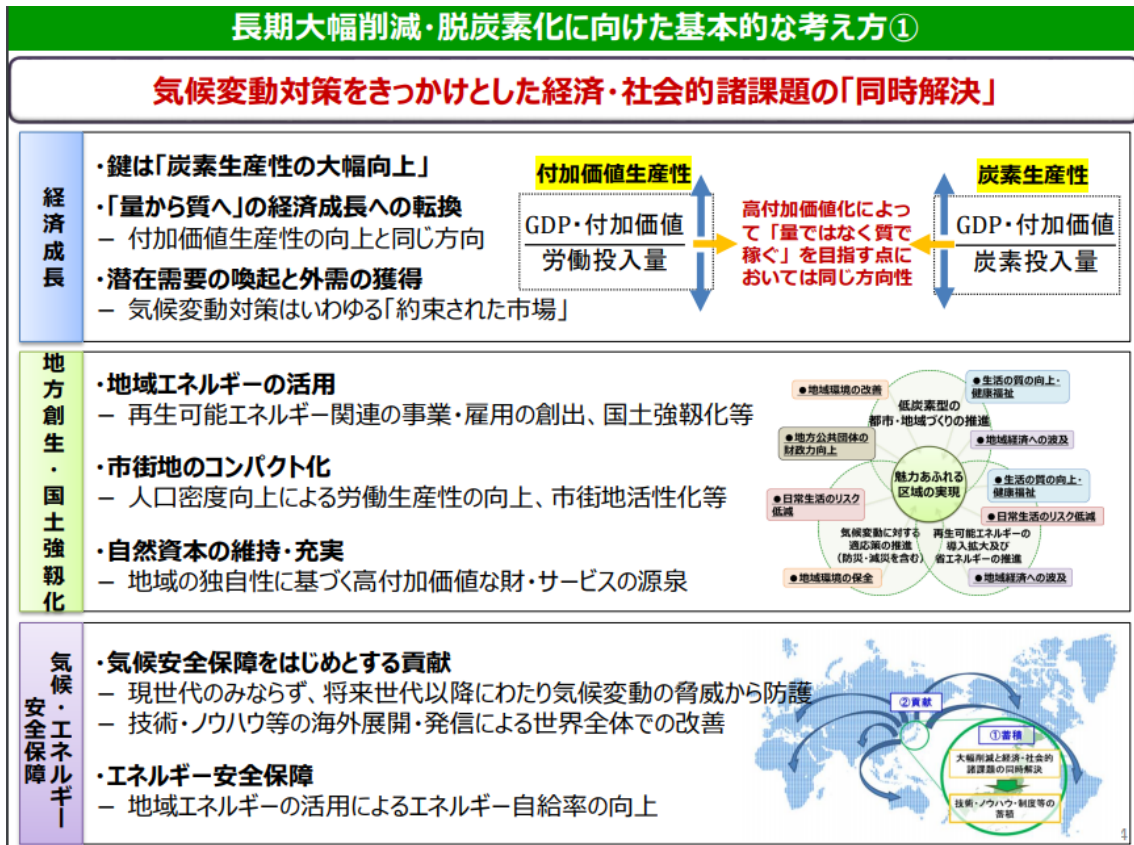 長期大幅削減・脱炭素化に向けた基本的な考え方①
気候変動対策をきっかけとした経済・社会的諸課題の「同時解決」
経済成長
・鍵は「炭素生産性の大幅向上」
・「量から質へ」の経済成長への転換
– 付加価値生産性の向上と同じ方向
・潜在需要の喚起と外需の獲得
– 気候変動対策はいわゆる「約束された市場」
付加価値生産性
GDP・付加価値
労働投入量
高付加価値化によっ
て「量ではなく質で
稼ぐ」を目指す点に
おいては同じ方向性
炭素生産性
GDP・付加価値
炭素投入量
地方創生・国土強靱化
・地域エネルギーの活用
– 再生可能エネルギー関連の事業・雇用の創出、国土強靱化等
・市街地のコンパクト化
– 人口密度向上による労働生産性の向上、市街地活性化等
・自然資本の維持・充実
– 地域の独自性に基づく高付加価値な財・サービスの源泉
●地域環境の改善
●生活の質の向上・
健康福祉
低炭素型の
都市・地域づくりの推進
●地方公共団体の
財政力向上
●地域経済への波及
魅力あふれる
区域の実現
●生活の質の向上・
健康福祉
●日常生活のリスク
低減
●日常生活のリスク低減
気候変動に対する
適応策の推進
(防災・減災を含む)
再生可能エネルギーの
導入拡大及び
省エネルギーの推進
●地域環境の保全
●地域経済への波及
気候・エネルギー
安全保障
・気候安全保障をはじめとする貢献
– 現世代のみならず、将来世代以降にわたり気候変動の脅威から防護
– 技術・ノウハウ等の海外展開・発信による世界全体での改善
・エネルギー安全保障
– 地域エネルギーの活用によるエネルギー自給率の向上
②貢献
①蓄積
大幅削減と経済・社会的
諸課題の同時解決
技術・ノウハウ・制度等の
蓄積
4